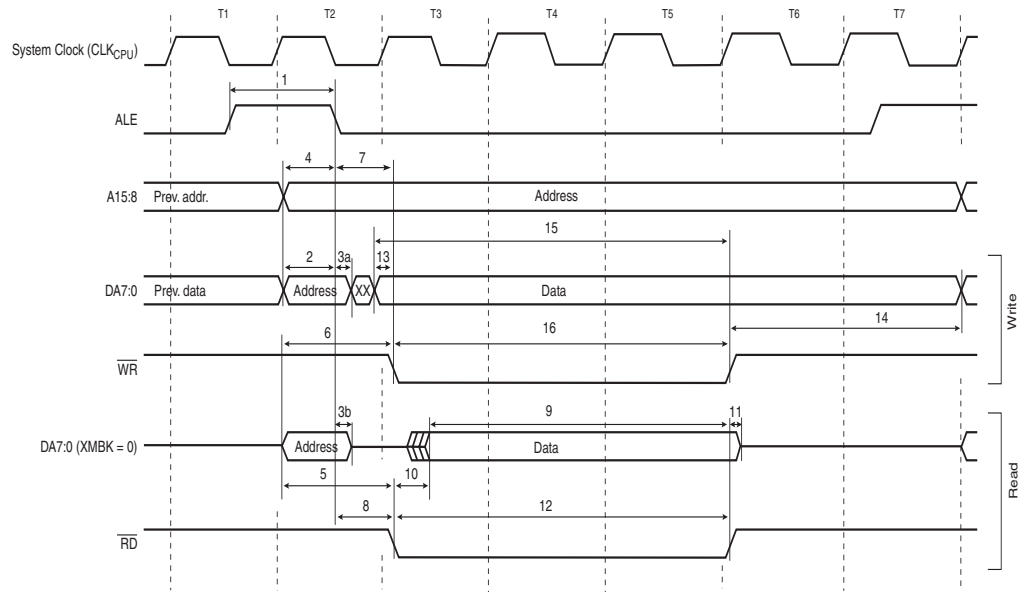 T1 T2 T3 T4 T5 T6 T7
System Clock (CLKCPU)
1
ALE
4 7
A15:8 Prev. addr. Address
15
2 3a 13
DA7:0 Prev. data Address XX Data
14
6 16
WR
Write
3b 9 11
DA7:0 (XMBK = 0) Address Data
5 10
8 12
RD
Read